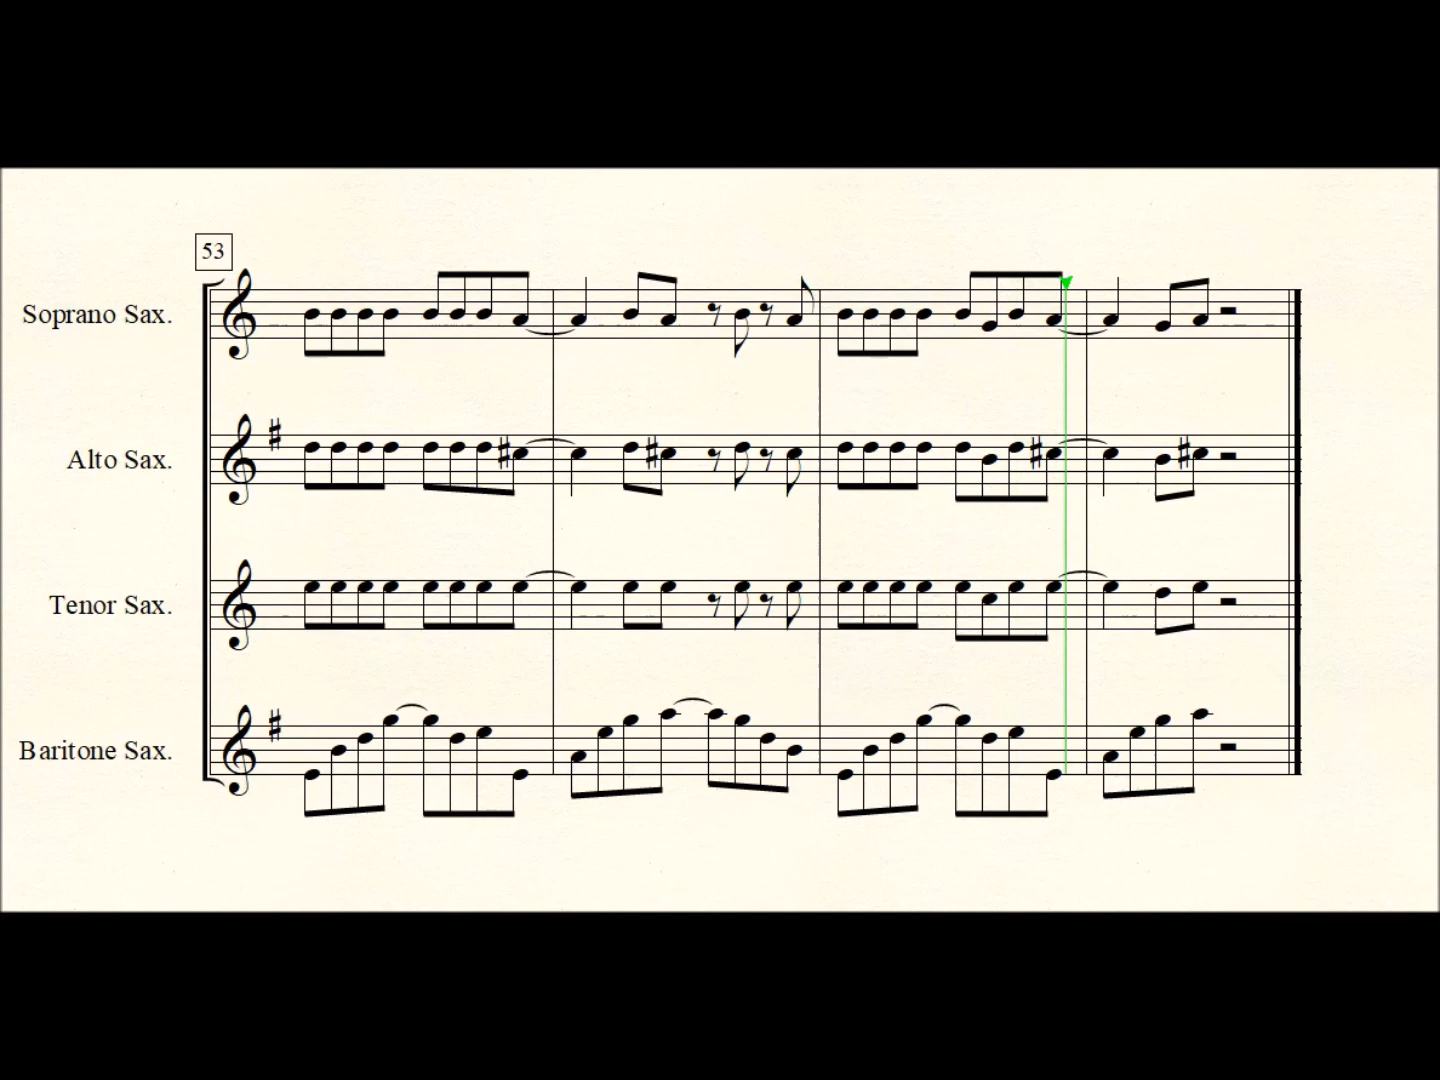 53
Soprano Sax.
Alto Sax.
Tenor Sax.
Baritone Sax.